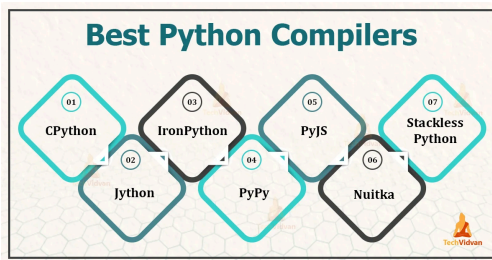 Best Python Compilers
01
CPython
02
Jython
03
IronPython
04
PyPy
05
PyJS
06
Nuitka
07
Stackless
Python
TechVidvan